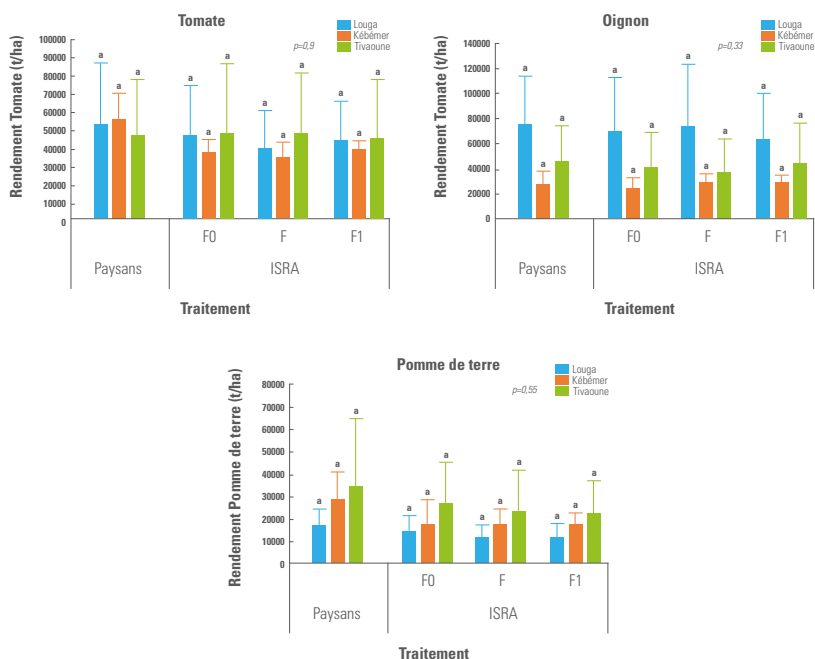 Tomate
Louga
Kébémer
Tivaoune
p=0,9
Rendement Tomate (t/ha)
100000
90000
80000
70000
60000
50000
40000
30000
20000
10000
0
a a a a a a a a a a a a
F0 F F1
Paysans ISRA
Traitement
Oignon
Louga
Kébémer
Tivaoune
p=0,33
Rendement Tomate (t/ha)
140000
120000
100000
80000
60000
40000
20000
0
a a a a a a a a a a a a
F0 F F1
Paysans ISRA
Traitement
Pomme de terre
Louga
Kébémer
Tivaoune
p=0,55
Rendement Pomme de terre (t/ha)
80000
70000
60000
50000
40000
30000
20000
10000
0
a a a a a a a a a a a a
F0 F F1
Paysans ISRA
Traitement